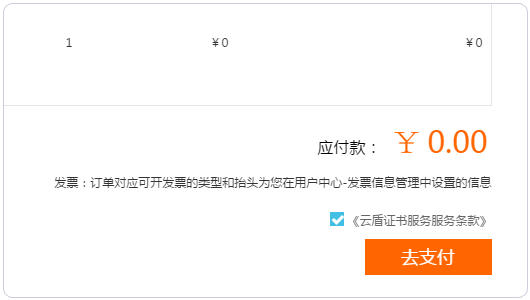 1 ¥0 ¥0
应付款： ¥ 0.00
发票：订单对应可开发票的类型和抬头为您在用户中心-发票信息管理中设置的信息
《云盾证书服务服务条款》
去支付